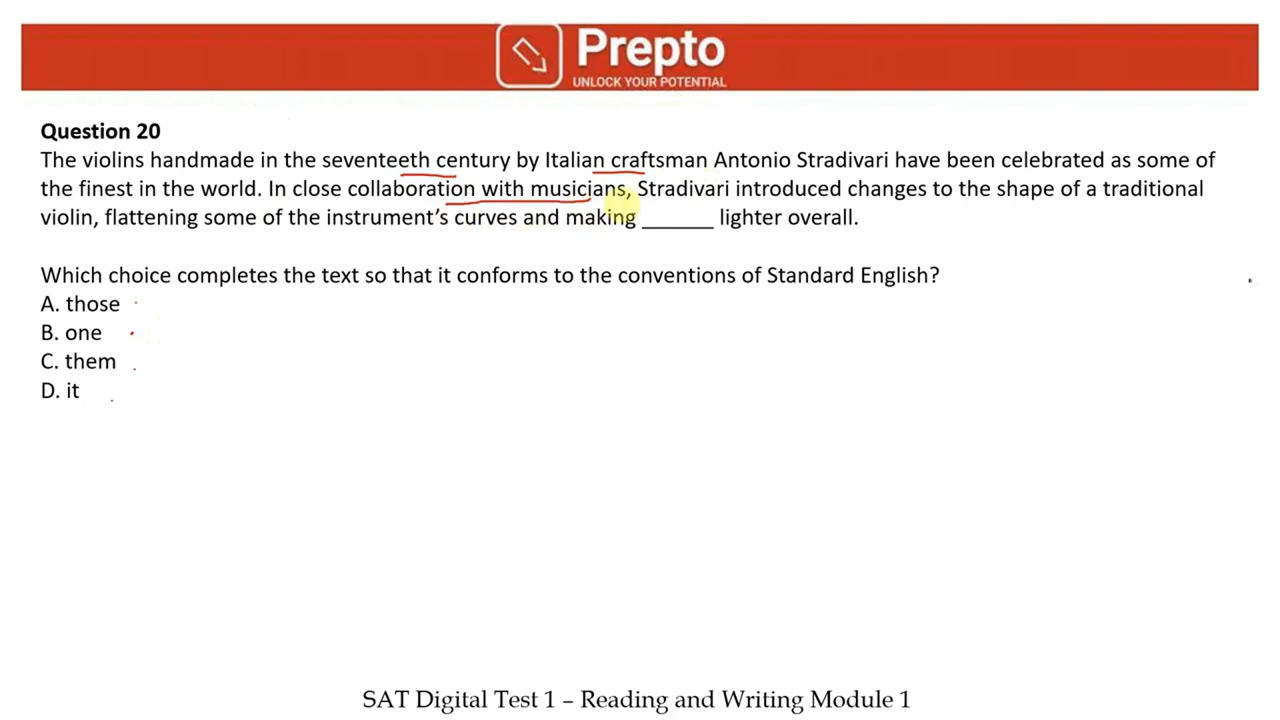 Prepto
UNLOCK YOUR POTENTIAL
Question 20
The violins handmade in the seventeeth century by Italian craftsman Antonio Stradivari have been celebrated as some of
the finest in the world. In close collaboration with musicians, Stradivari introduced changes to the shape of a traditional
violin, flattening some of the instrument’s curves and making ______ lighter overall.
Which choice completes the text so that it conforms to the conventions of Standard English?
A. those
B. one
C. them
D. it
SAT Digital Test 1 – Reading and Writing Module 1